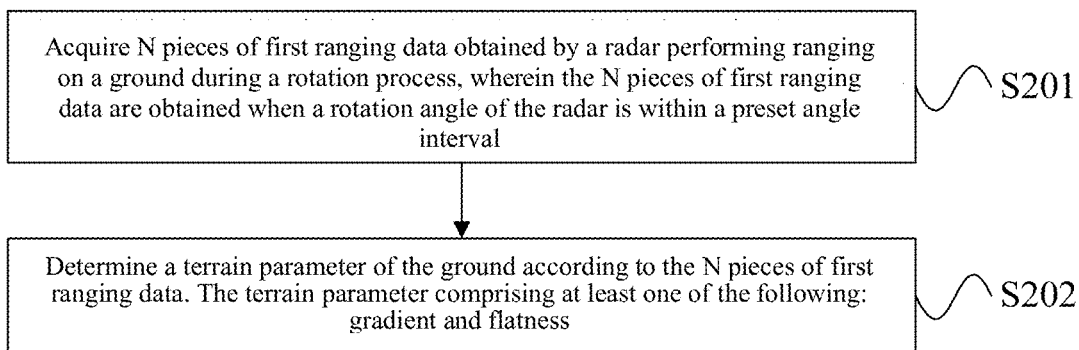 Acquire N pieces of first ranging data obtained by a radar performing ranging
on a ground during a rotation process, wherein the N pieces of first ranging
data are obtained when a rotation angle of the radar is within a preset angle
interval
S201
Determine a terrain parameter of the ground according to the N pieces of first
ranging data. The terrain parameter comprising at least one of the following:
gradient and flatness
S202